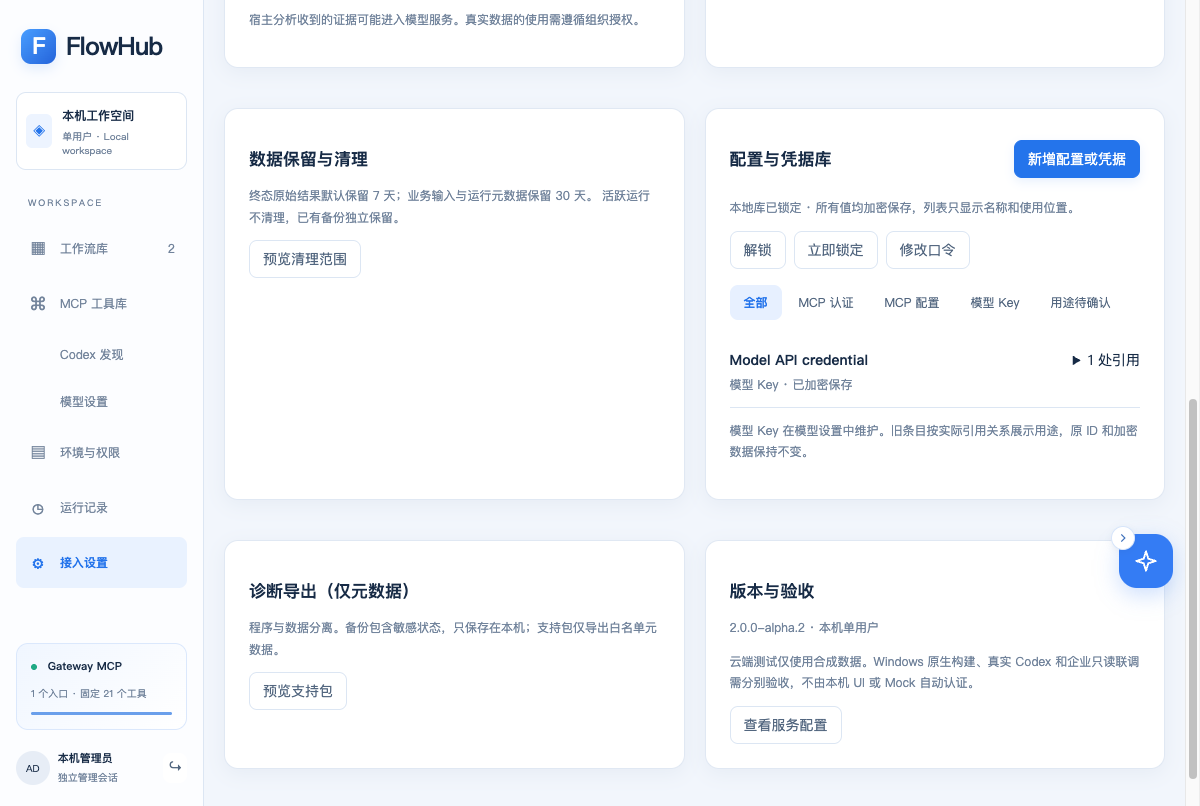 F FlowHub
本机工作空间
单用户 · Local
workspace
WORKSPACE
工作流库 2
MCP 工具库
Codex 发现
模型设置
环境与权限
运行记录
接入设置
Gateway MCP
1 个入口 · 固定 21 个工具
AD
本机管理员
独立管理会话
宿主分析收到的证据可能进入模型服务。真实数据的使用需遵循组织授权。
数据保留与清理
终态原始结果默认保留 7 天；业务输入与运行元数据保留 30 天。 活跃运行
不清理，已有备份独立保留。
预览清理范围
配置与凭据库
新增配置或凭据
本地库已锁定 · 所有值均加密保存，列表只显示名称和使用位置。
解锁 立即锁定 修改口令
全部 MCP 认证 MCP 配置 模型 Key 用途待确认
Model API credential ▶ 1 处引用
模型 Key · 已加密保存
模型 Key 在模型设置中维护。旧条目按实际引用关系展示用途，原 ID 和加密
数据保持不变。
诊断导出（仅元数据）
程序与数据分离。备份包含敏感状态，只保存在本机；支持包仅导出白名单元
数据。
预览支持包
版本与验收
2.0.0-alpha.2 · 本机单用户
云端测试仅使用合成数据。Windows 原生构建、真实 Codex 和企业只读联调
需分别验收，不由本机 UI 或 Mock 自动认证。
查看服务配置